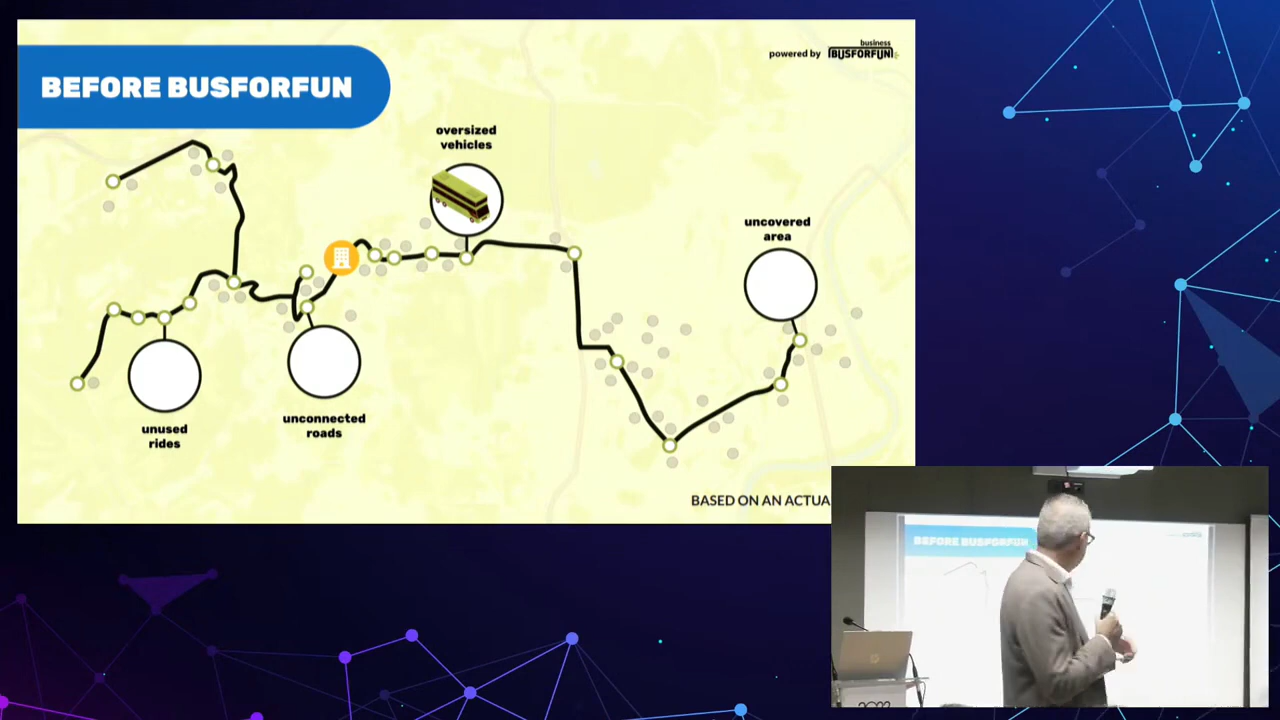 BEFORE BUSFORFUN
powered by
business
BUSFORFUN
oversized
vehicles
uncovered
area
unused
rides
unconnected
roads
BASED ON AN ACTUA
BEFORE BUSFORFUN
2022